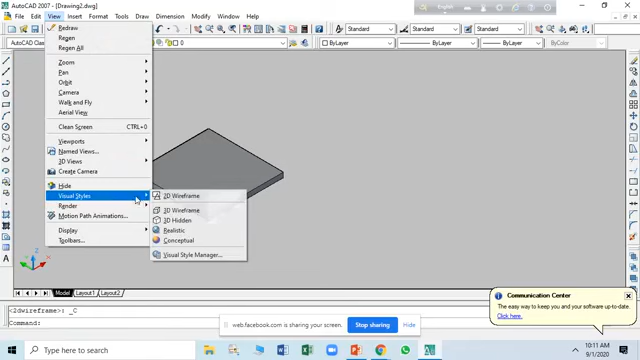 AutoCAD 2007 - [Drawing2.dwg]
File View Insert Format Tools Draw Dimension Modify Window Help
English
Standard Standard Standard
AutoCAD Clas 0 ByLayer ByLayer ByLayer ByColor
Redraw
Regen
Regen All
Zoom
Pan
Orbit
Camera
Walk and Fly
Aerial View
Clean Screen CTRL+0
Viewports
Named Views...
3D Views
Create Camera
Hide
Visual Styles
Render
Motion Path Animations...
Display
Toolbars...
2D Wireframe
3D Wireframe
3D Hidden
Realistic
Conceptual
Visual Style Manager...
Model Layout1 Layout2
<2dwireframe>: _C
Command:
web.facebook.com is sharing your screen. Stop sharing Hide
Communication Center
The easy way to keep you and your software up-to-date.
Click here.
Type here to search
10:11 AM
9/1/2020